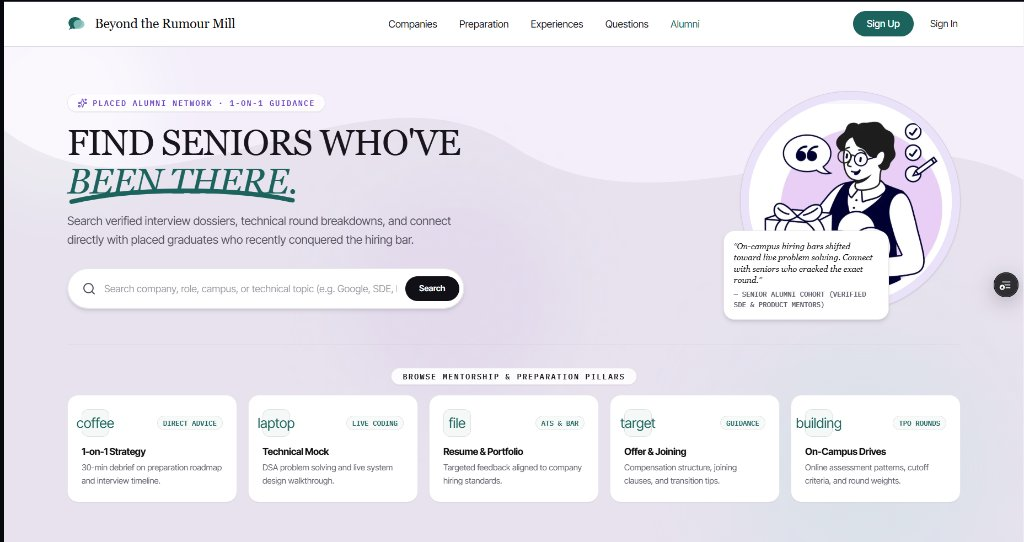 Beyond the Rumour Mill
Companies
Preparation
Experiences
Questions
Alumni
Sign Up
Sign In
PLACED ALUMNI NETWORK · 1-ON-1 GUIDANCE
FIND SENIORS WHO'VE
BEEN THERE.
Search verified interview dossiers, technical round breakdowns, and connect
directly with placed graduates who recently conquered the hiring bar.
Search company, role, campus, or technical topic (e.g. Google, SDE, I
Search
"On-campus hiring bars shifted
toward live problem solving. Connect
with seniors who cracked the exact
round."
— SENIOR ALUMNI COHORT (VERIFIED
SDE & PRODUCT MENTORS)
BROWSE MENTORSHIP & PREPARATION PILLARS
coffee
DIRECT ADVICE
1-on-1 Strategy
30-min debrief on preparation roadmap
and interview timeline.
laptop
LIVE CODING
Technical Mock
DSA problem solving and live system
design walkthrough.
file
ATS & BAR
Resume & Portfolio
Targeted feedback aligned to company
hiring standards.
target
GUIDANCE
Offer & Joining
Compensation structure, joining
clauses, and transition tips.
building
TPO ROUNDS
On-Campus Drives
Online assessment patterns, cutoff
criteria, and round weights.